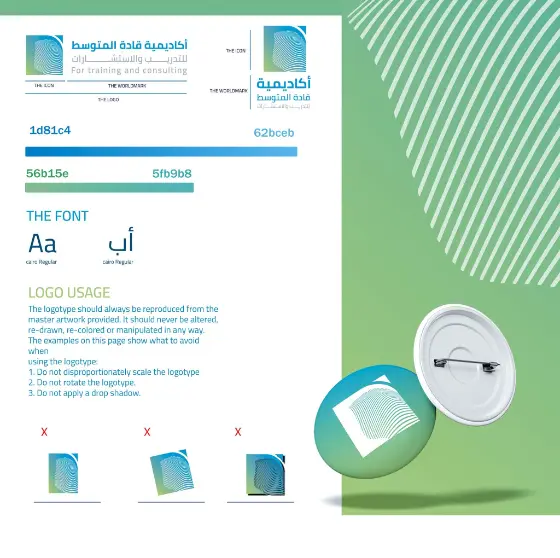 أكاديمية قادة المتوسط
للتدريــــب والاستشــــــارات
For training and consulting
THE ICON
THE WORLDMARK
THE LOGO
THE ICON
THE WORLDMARK
أكاديمية
قادة المتوسط
1d81c4
62bceb
56b15e
5fb9b8
THE FONT
Aa
أب
cairo Regular
cairo Regular
LOGO USAGE
The logotype should always be reproduced from the
master artwork provided. It should never be altered,
re-drawn, re-colored or manipulated in any way.
The examples on this page show what to avoid
when
using the logotype:
1. Do not disproportionately scale the logotype
2. Do not rotate the logotype.
3. Do not apply a drop shadow.
X
X
X